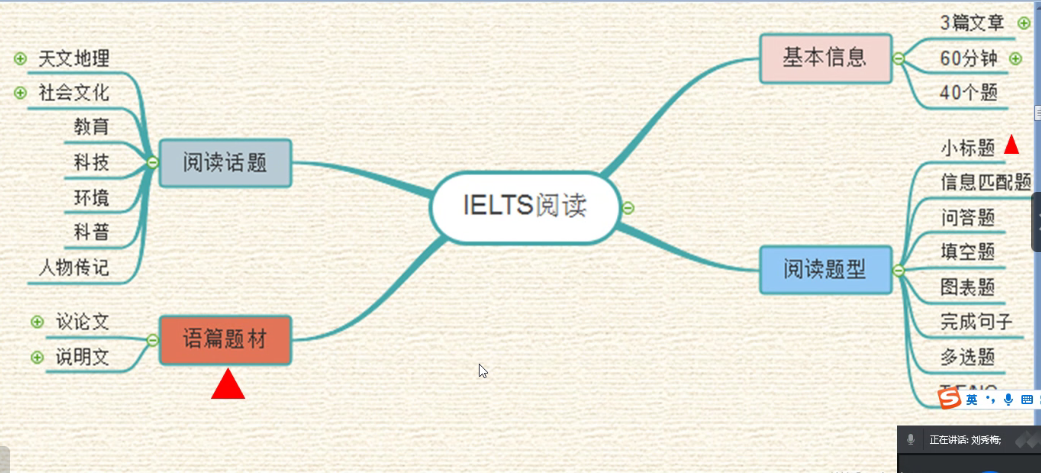 IELTS阅读
基本信息
3篇文章
60分钟
40个题
阅读题型
小标题
信息匹配题
问答题
填空题
图表题
完成句子
多选题
阅读话题
天文地理
社会文化
教育
科技
环境
科普
人物传记
语篇题材
议论文
说明文
S
英
正在讲话: 刘秀梅;